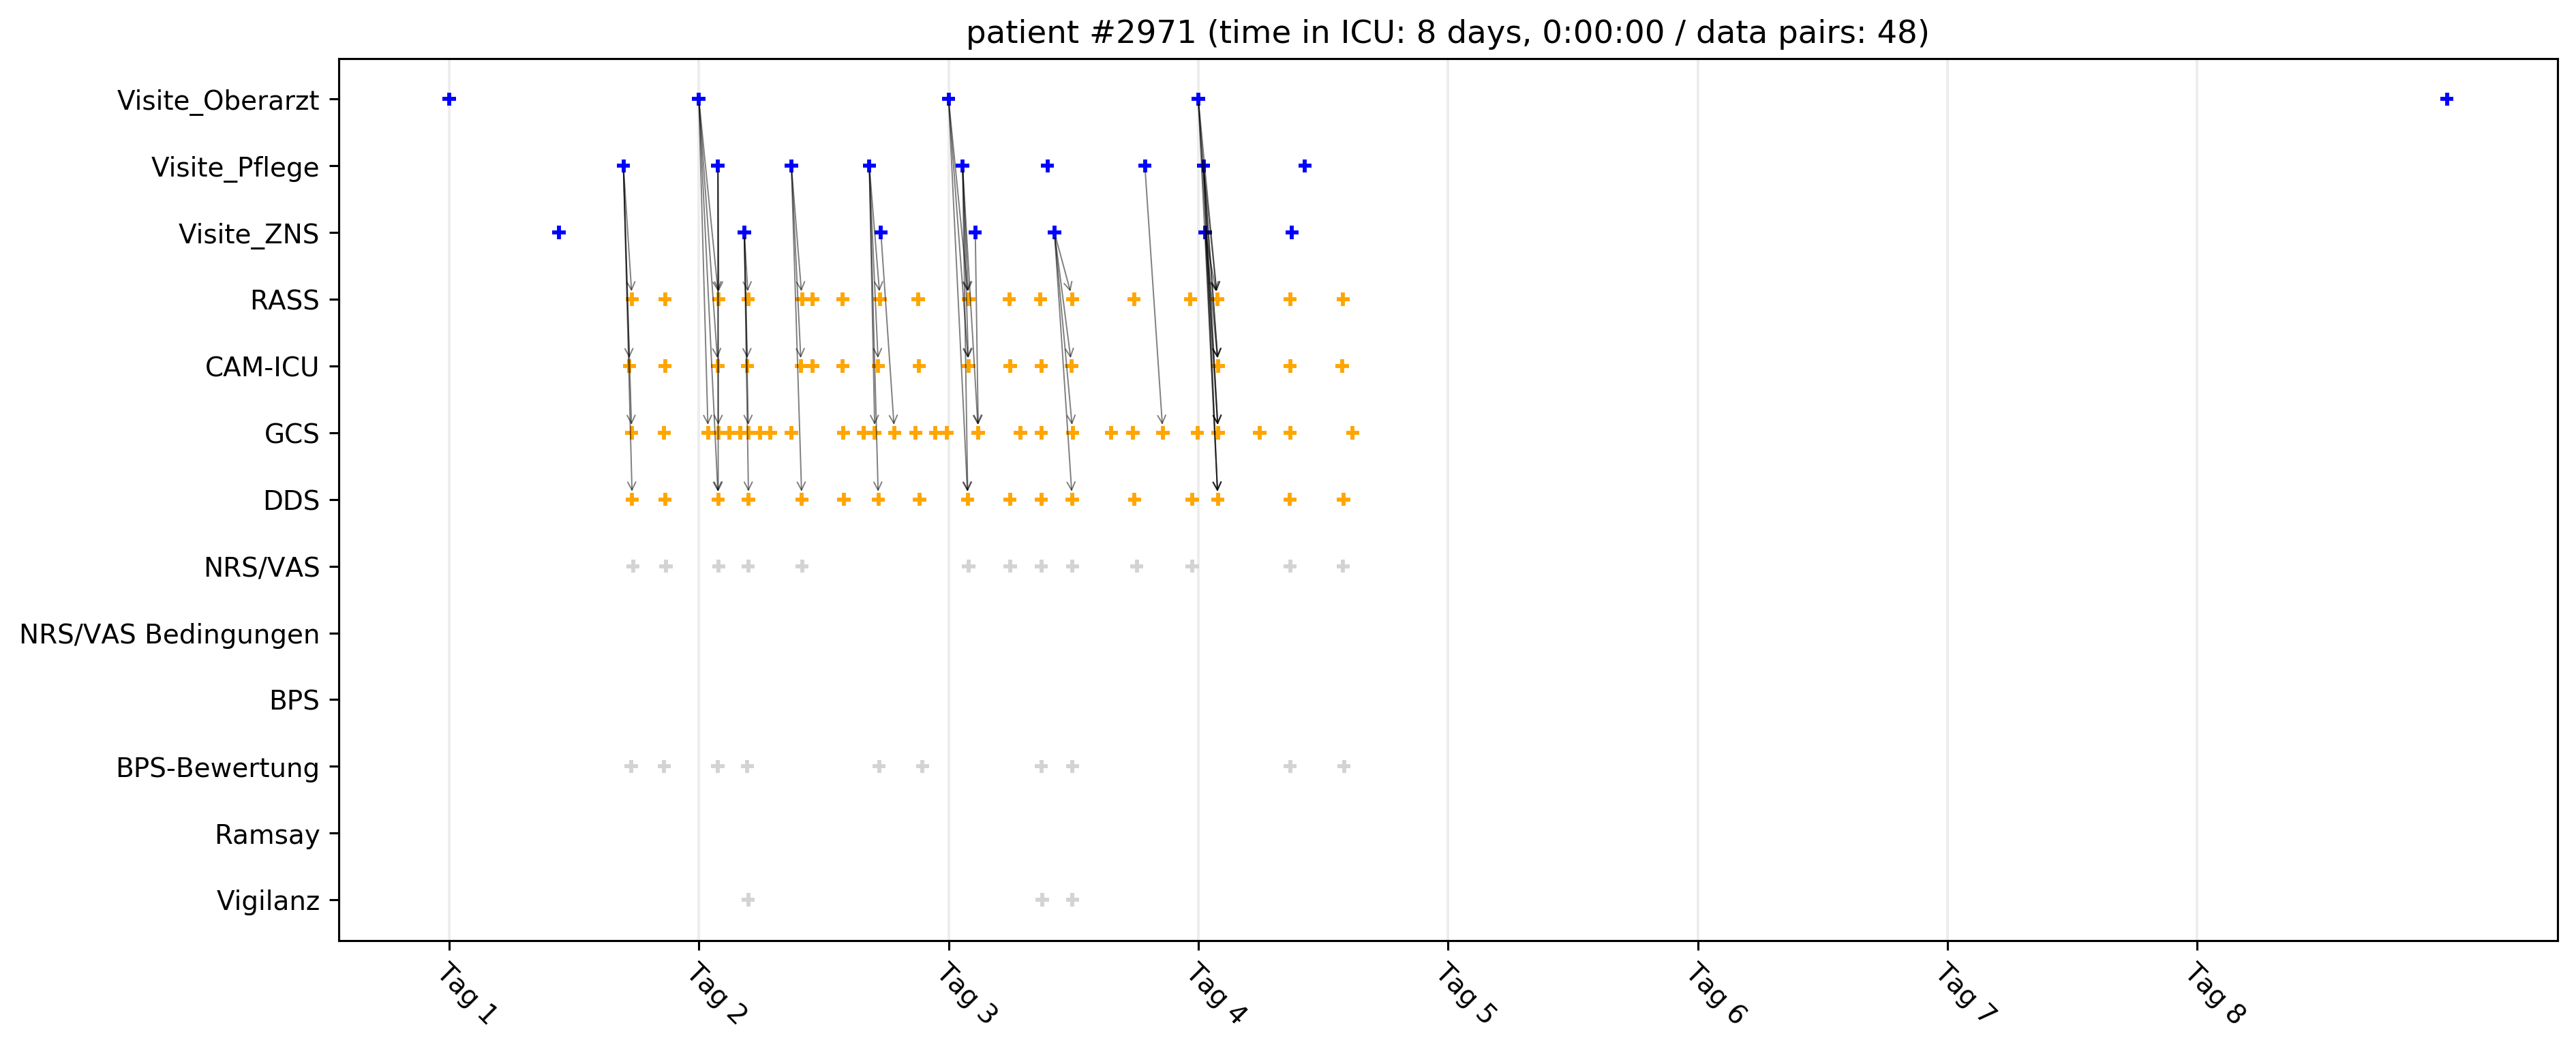 patient #2971 (time in ICU: 8 days, 0:00:00 / data pairs: 48)
Visite_Oberarzt
Visite_Pflege
Visite_ZNS
RASS
CAM-ICU
GCS
DDS
NRS/VAS
NRS/VAS Bedingungen
BPS
BPS-Bewertung
Ramsay
Vigilanz
Tag 1
Tag 2
Tag 3
Tag 4
Tag 5
Tag 6
Tag 7
Tag 8